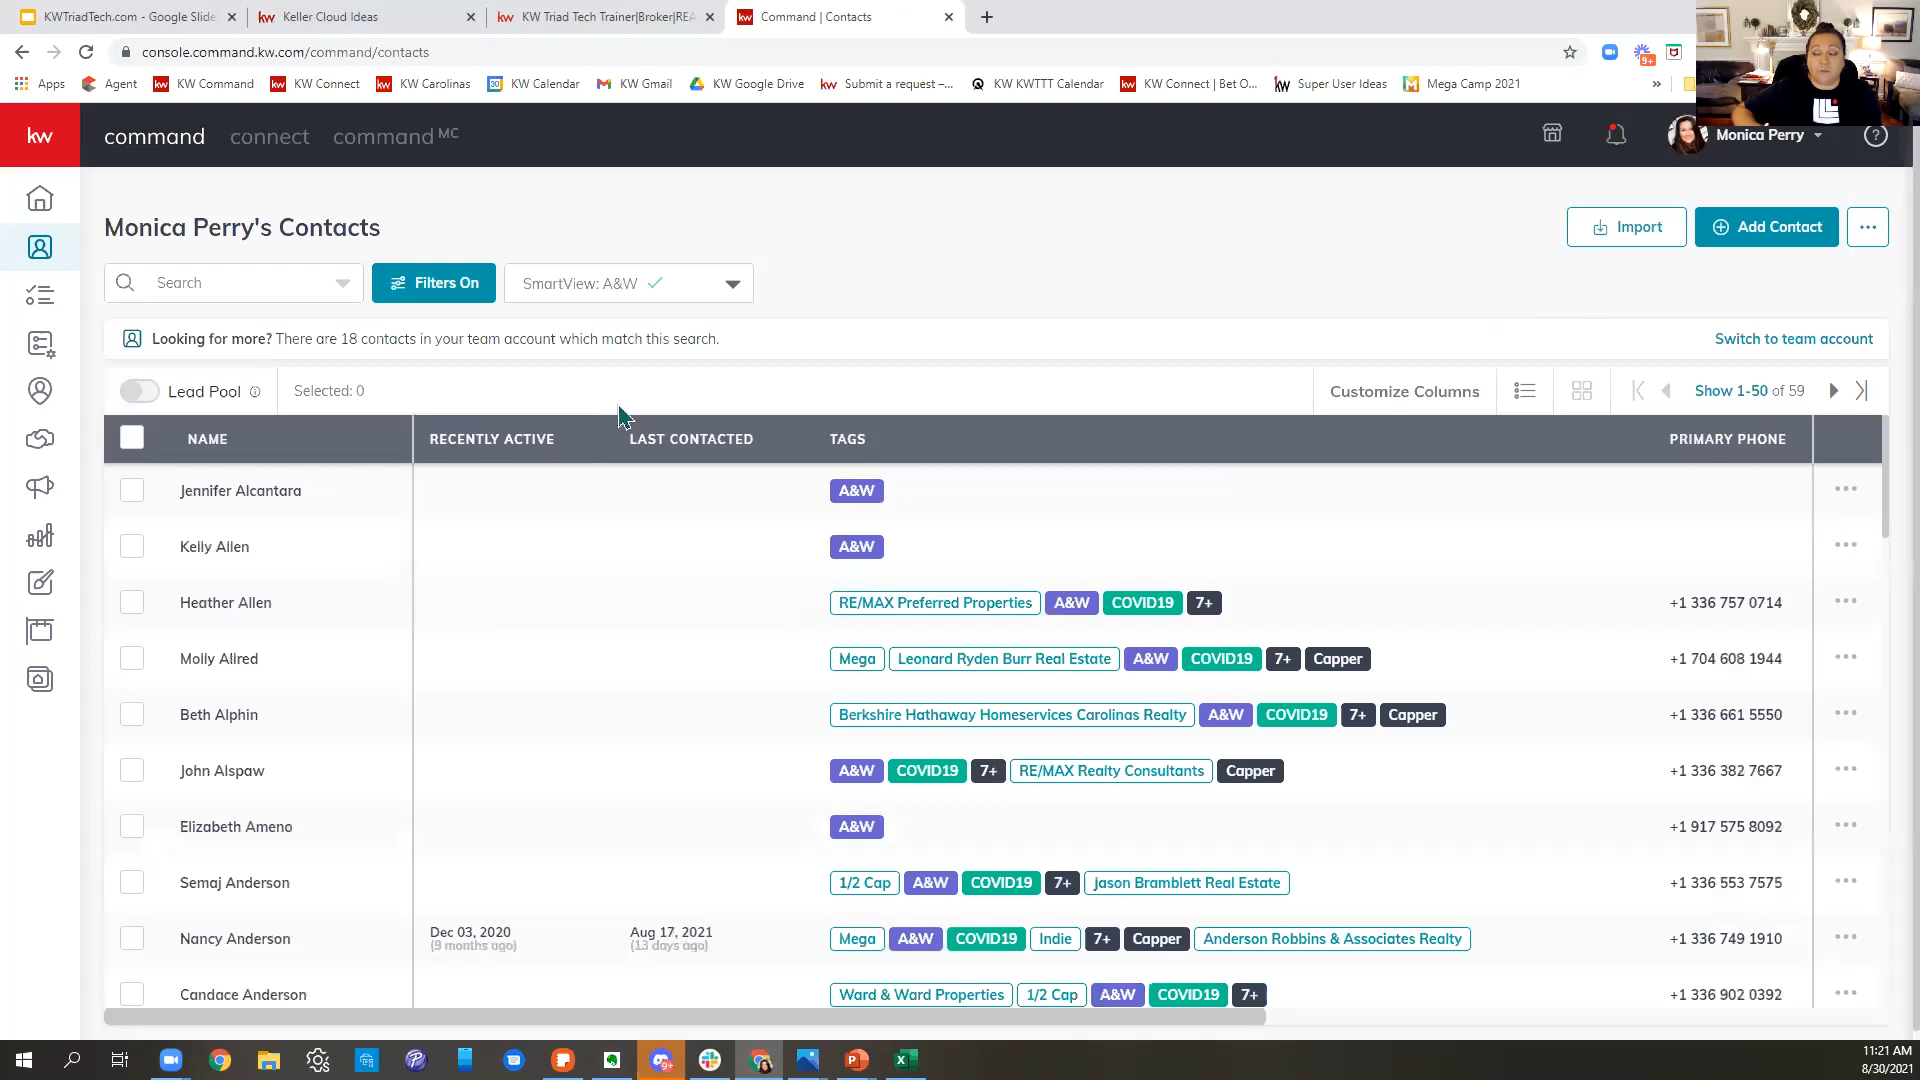 KWTriadTech.com - Google Slide
Keller Cloud Ideas
KW Triad Tech Trainer|Broker|REA
Command | Contacts
console.command.kw.com/command/contacts
Apps
Agent
KW Command
KW Connect
KW Carolinas
KW Calendar
KW Gmail
KW Google Drive
Submit a request –...
KW KWTTT Calendar
KW Connect | Bet O...
Super User Ideas
Mega Camp 2021
kw
command connect command MC
Monica Perry
Monica Perry's Contacts
Import
Add Contact
Search
Filters On
SmartView: A&W
Looking for more? There are 18 contacts in your team account which match this search.
Switch to team account
Lead Pool
Selected: 0
Customize Columns
Show 1-50 of 59
NAME RECENTLY ACTIVE LAST CONTACTED TAGS PRIMARY PHONE
Jennifer Alcantara A&W
Kelly Allen A&W
Heather Allen RE/MAX Preferred Properties A&W COVID19 7+ +1 336 757 0714
Molly Allred Mega Leonard Ryden Burr Real Estate A&W COVID19 7+ Capper +1 704 608 1944
Beth Alphin Berkshire Hathaway Homeservices Carolinas Realty A&W COVID19 7+ Capper +1 336 661 5550
John Alspaw A&W COVID19 7+ RE/MAX Realty Consultants Capper +1 336 382 7667
Elizabeth Ameno A&W +1 917 575 8092
Semaj Anderson 1/2 Cap A&W COVID19 7+ Jason Bramblett Real Estate +1 336 553 7575
Nancy Anderson Dec 03, 2020 Aug 17, 2021 Mega A&W COVID19 Indie 7+ Capper Anderson Robbins & Associates Realty +1 336 749 1910
(9 months ago) (13 days ago)
Candace Anderson Ward & Ward Properties 1/2 Cap A&W COVID19 7+ +1 336 902 0392
11:21 AM
8/30/2021